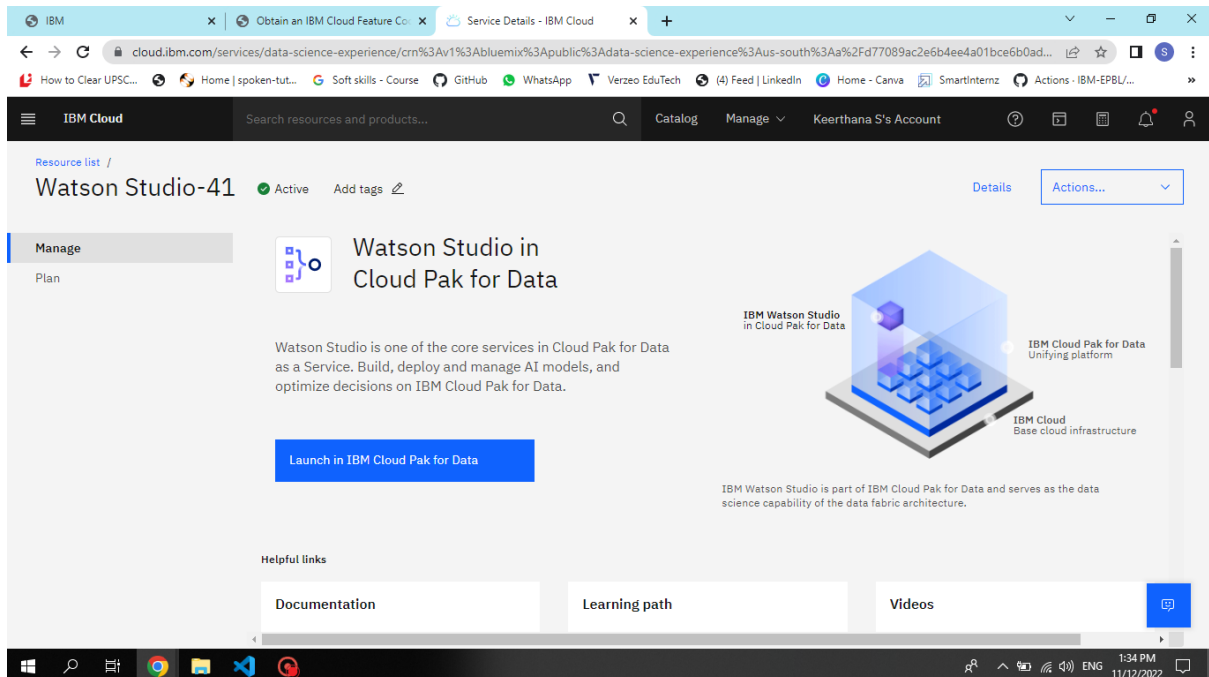 IBM
Obtain an IBM Cloud Feature Co
Service Details - IBM Cloud
cloud.ibm.com/services/data-science-experience/crn%3Av1%3Abluemix%3Apublic%3Adata-science-experience%3Aus-south%3Aa%2Fd77089ac2e6b4ee4a01bce6b0ad...
S
How to Clear UPSC...
Home | spoken-tut...
Soft skills - Course
GitHub
WhatsApp
Verzeo EduTech
(4) Feed | LinkedIn
Home - Canva
SmartInternz
Actions · IBM-EPBL/...
»
IBM Cloud
Search resources and products...
Catalog
Manage
Keerthana S's Account
Resource list /
Watson Studio-41
Active
Add tags
Details
Actions...
Manage
Plan
Watson Studio in
Cloud Pak for Data
Watson Studio is one of the core services in Cloud Pak for Data
as a Service. Build, deploy and manage AI models, and
optimize decisions on IBM Cloud Pak for Data.
Launch in IBM Cloud Pak for Data
IBM Watson Studio
in Cloud Pak for Data
IBM Cloud Pak for Data
Unifying platform
IBM Cloud
Base cloud infrastructure
IBM Watson Studio is part of IBM Cloud Pak for Data and serves as the data
science capability of the data fabric architecture.
Helpful links
Documentation
Learning path
Videos
ENG
1:34 PM
11/12/2022